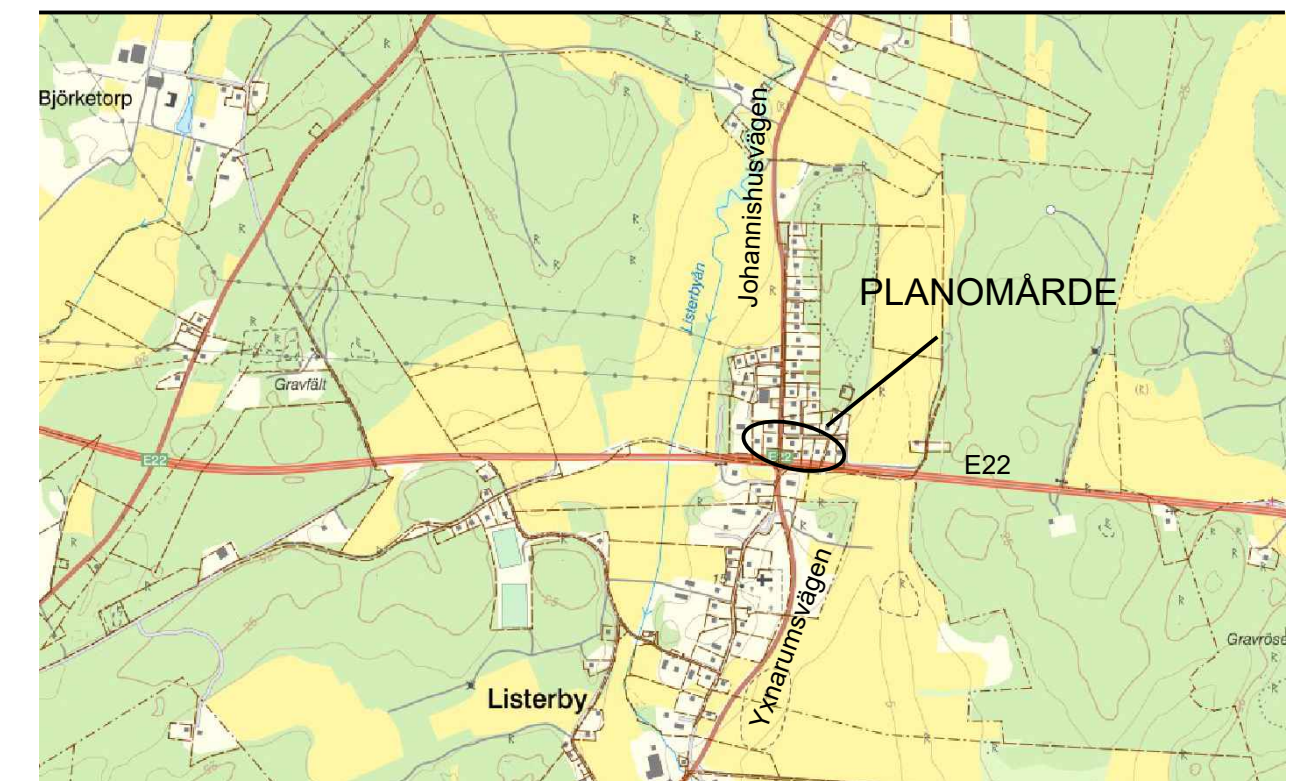 Björketorp
Johannishusvägen
Listerbyån
PLANOMÅRDE
Gravfält
E22
E22
E22
Yxnarumsvägen
Gravröse
Listerby